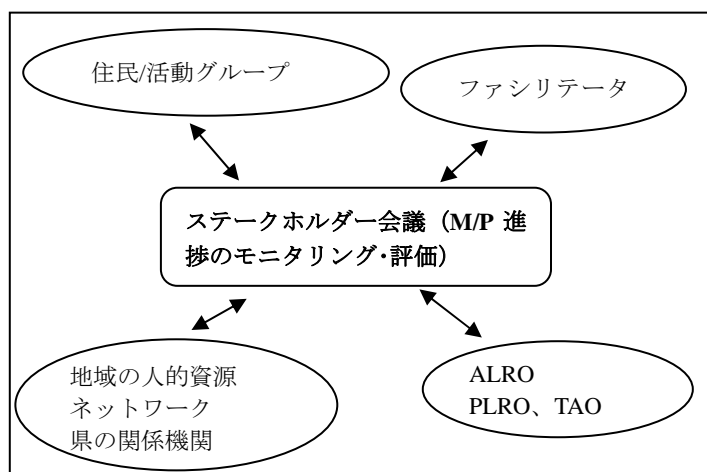 住民/活動グループ
ファシリテータ
ステークホルダー会議（M/P 進
捗のモニタリング･評価）
地域の人的資源
ネットワーク
県の関係機関
ALRO
PLRO、TAO